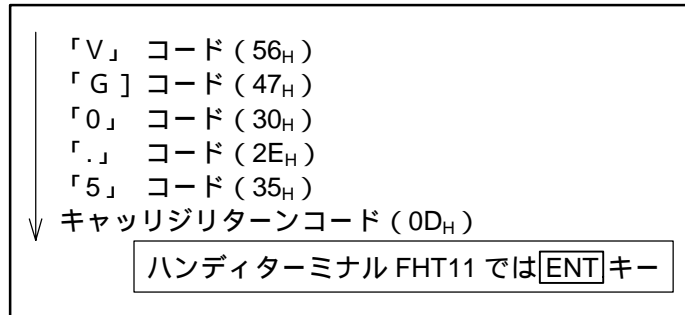 「V」 コード(56H)
「G] コード(47H)
「0」 コード(30H)
「.」 コード(2EH)
「5」 コード(35H)
キャッリジリターンコード(0DH)
ハンディターミナル FHT11 ではENTキー